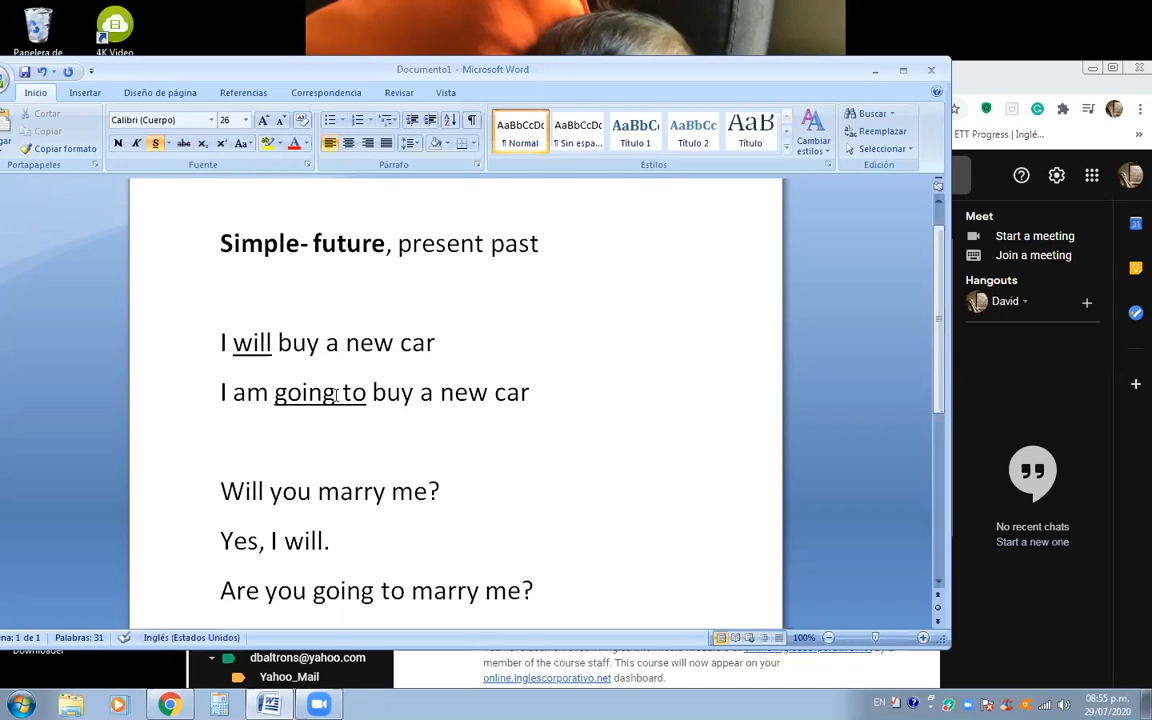 Papelera de
4K Video
Documento1 - Microsoft Word
Inicio
Insertar
Diseño de página
Referencias
Correspondencia
Revisar
Vista
Cortar
Copiar
Copiar formato
Portapapeles
Calibri (Cuerpo)
26
Fuente
Párrafo
AaBbCcDc
¶ Normal
AaBbCcDc
¶ Sin espa...
AaBbC
Título 1
AaBbCc
Título 2
AaB
Título
Cambiar
estilos
Estilos
Buscar
Reemplazar
Seleccionar
Edición
Simple- future, present past
I will buy a new car
I am going to buy a new car
Will you marry me?
Yes, I will.
Are you going to marry me?
Palabras: 31
Inglés (Estados Unidos)
100%
ETT Progress | Inglé...
Meet
Start a meeting
Join a meeting
Hangouts
David
No recent chats
Start a new one
dbaltrons@yahoo.com
Yahoo_Mail
member of the course staff. This course will now appear on your
online.inglescorporativo.net dashboard.
EN
08:55 p.m.
29/07/2020